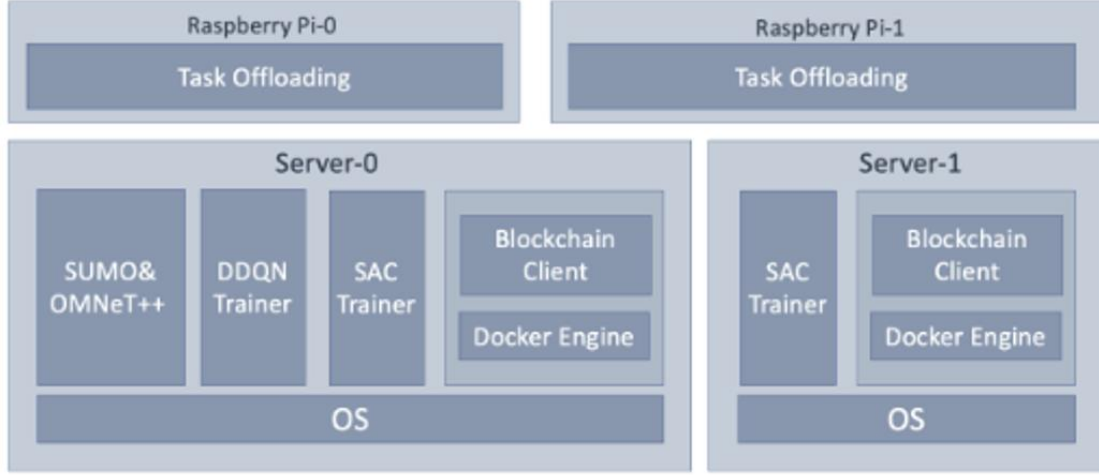 Raspberry Pi-0
Task Offloading
Raspberry Pi-1
Task Offloading
Server-0
SUMO&
OMNeT++
DDQN
Trainer
SAC
Trainer
Blockchain
Client
Docker Engine
OS
Server-1
SAC
Trainer
Blockchain
Client
Docker Engine
OS